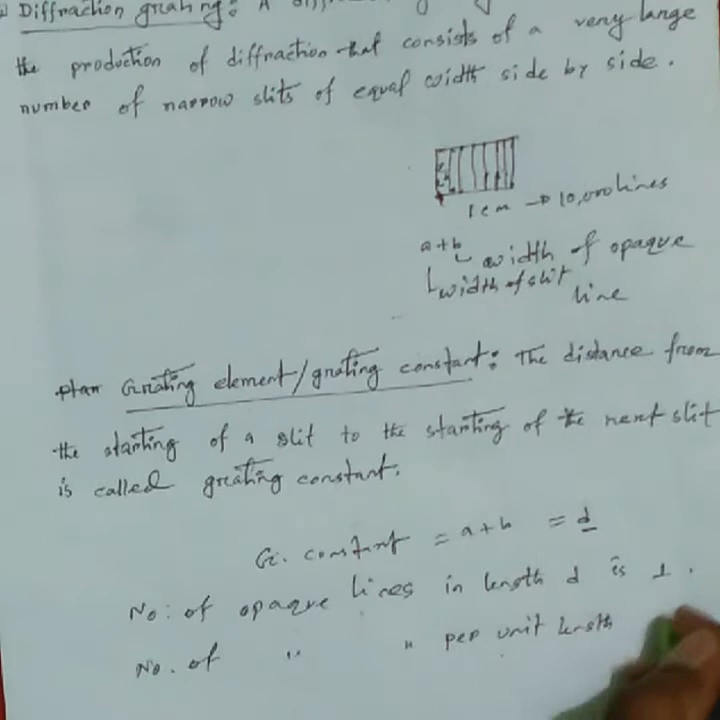 Diffraction grating: A
the production of diffraction that consists of a very large
number of narrow slits of equal width side by side.
1 cm → 10,000 lines
a+b
width of opaque
line
width of slit
Grating element/grating constant: The distance from
the starting of a slit to the starting of the next slit
is called greating constant.
G. constant = a+b = d
No: of opaque lines in length d is 1.
No. of " " per unit length